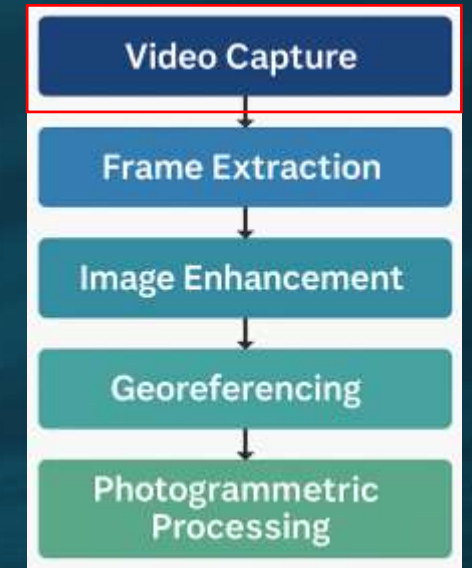 Video Capture
Frame Extraction
Image Enhancement
Georeferencing
Photogrammetric
Processing